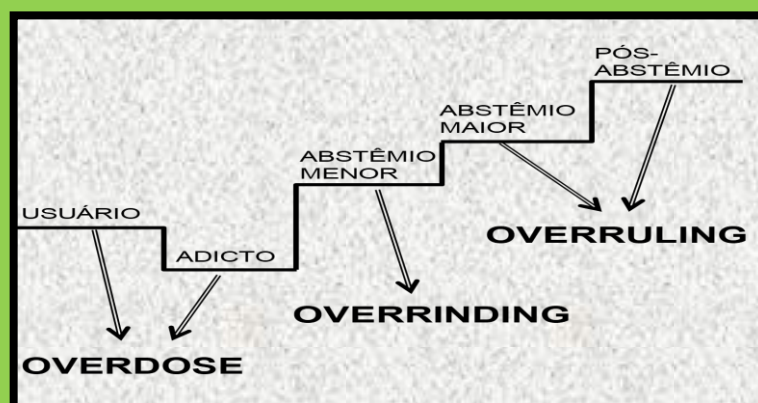 PÓS-
ABSTÊMIO
ABSTÊMIO
MAIOR
ABSTÊMIO
MENOR
USUÁRIO
ADICTO
OVERRULING
OVERRINDING
OVERDOSE